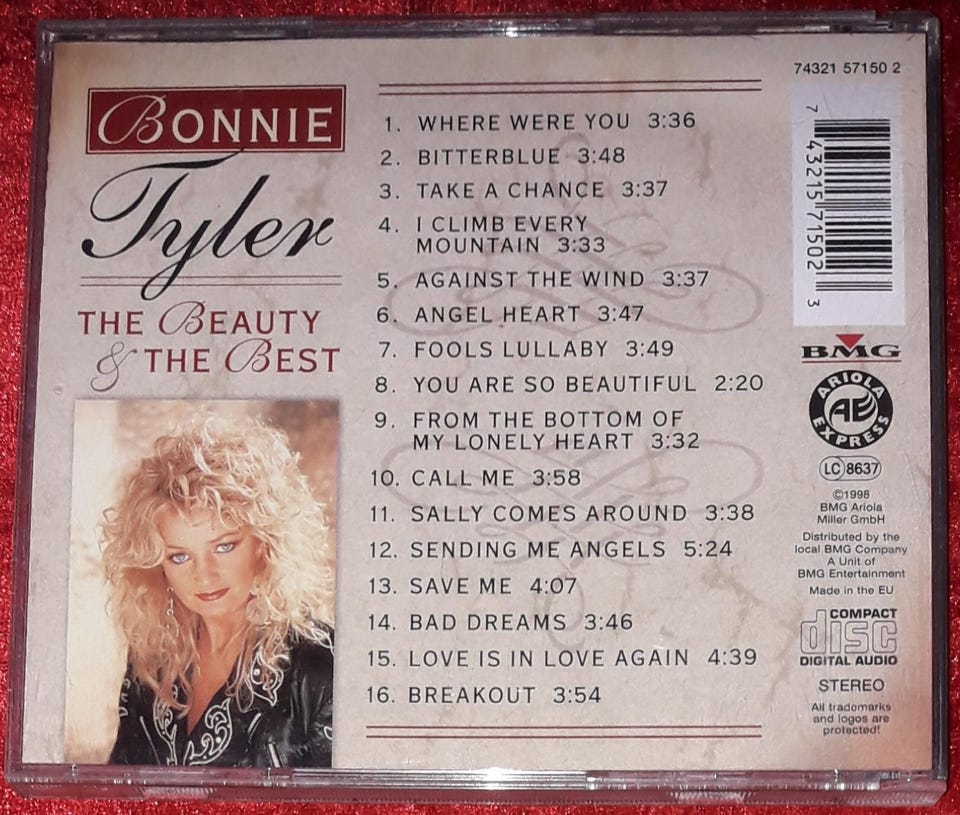 BONNIE
Tyler
THE BEAUTY
& THE BEST
1. WHERE WERE YOU 3:36
2. BITTERBLUE 3:48
3. TAKE A CHANCE 3:37
4. I CLIMB EVERY
MOUNTAIN 3:33
5. AGAINST THE WIND 3:37
6. ANGEL HEART 3:47
7. FOOLS LULLABY 3:49
8. YOU ARE SO BEAUTIFUL 2:20
9. FROM THE BOTTOM OF
MY LONELY HEART 3:32
10. CALL ME 3:58
11. SALLY COMES AROUND 3:38
12. SENDING ME ANGELS 5:24
13. SAVE ME 4:07
14. BAD DREAMS 3:46
15. LOVE IS IN LOVE AGAIN 4:39
16. BREAKOUT 3:54
74321 57150 2
7 43215 71502 3
BMG
ARIOLA
AE
EXPRESS
LC 8637
©1998
BMG Ariola
Miller GmbH
Distributed by the
local BMG Company
A Unit of
BMG Entertainment
Made in the EU
COMPACT
disc
DIGITAL AUDIO
STEREO
All trademarks
and logos are
protected!